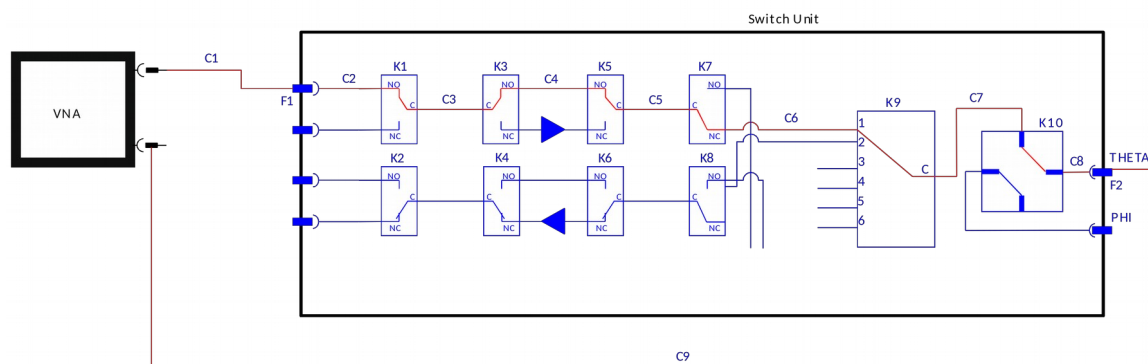 Switch Unit
C1
VNA
F1
C2
K1
NO
C
NC
C3
K3
NO
C
NC
C4
K5
NO
C
NC
C5
K7
NO
C
NC
C6
K2
NO
C
NC
K4
NO
C
NC
K6
NO
C
NC
K8
NO
C
NC
K9
1
2
3
4
5
6
C
C7
K10
C8
THETA
F2
PHI
C9